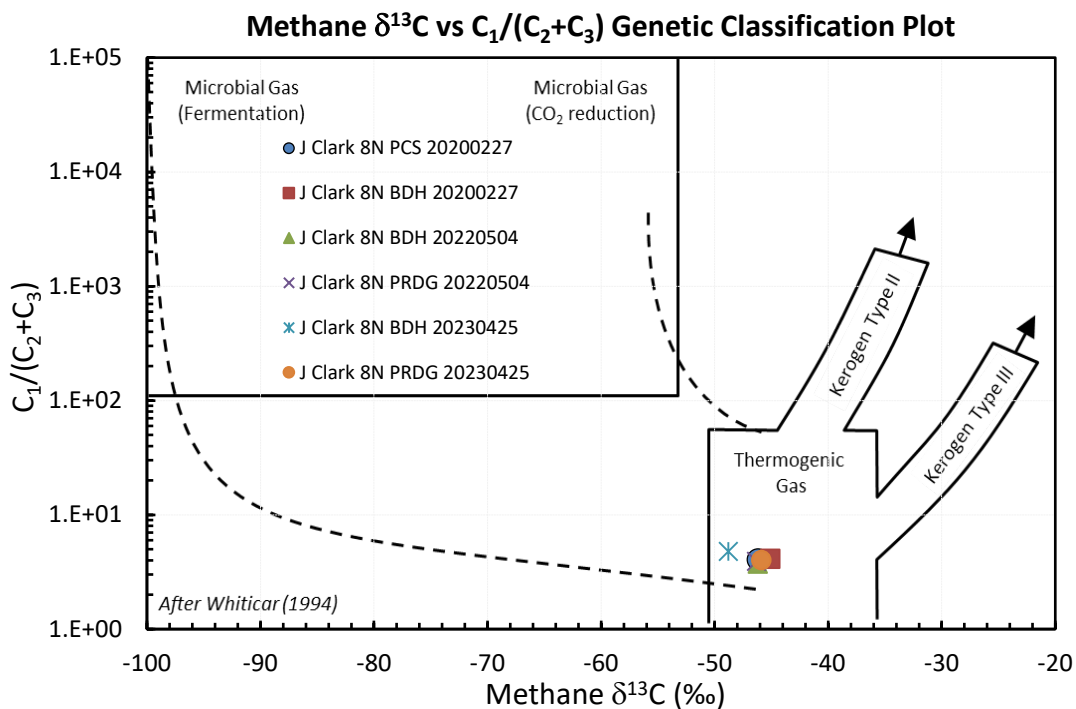 Methane δ¹³C vs C₁/(C₂+C₃) Genetic Classification Plot
1.E+05
1.E+04
1.E+03
1.E+02
1.E+01
1.E+00
C₁/(C₂+C₃)
Microbial Gas
(Fermentation)
Microbial Gas
(CO₂ reduction)
J Clark 8N PCS 20200227
J Clark 8N BDH 20200227
J Clark 8N BDH 20220504
J Clark 8N PRDG 20220504
J Clark 8N BDH 20230425
J Clark 8N PRDG 20230425
Kerogen Type II
Kerogen Type III
Thermogenic
Gas
After Whiticar (1994)
-100
-90
-80
-70
-60
-50
-40
-30
-20
Methane δ¹³C (‰)